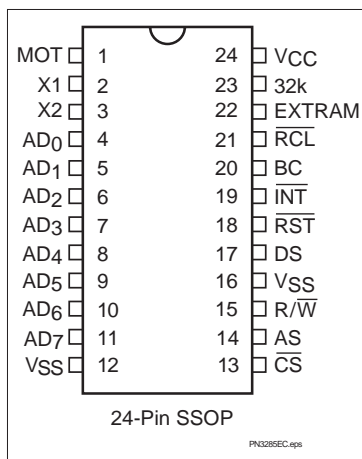 MOT 1 24 VCC
X1 2 23 32k
X2 3 22 EXTRAM
AD0 4 21 RCL
AD1 5 20 BC
AD2 6 19 INT
AD3 7 18 RST
AD4 8 17 DS
AD5 9 16 VSS
AD6 10 15 R/W
AD7 11 14 AS
VSS 12 13 CS
24-Pin SSOP
PN3285EC.eps